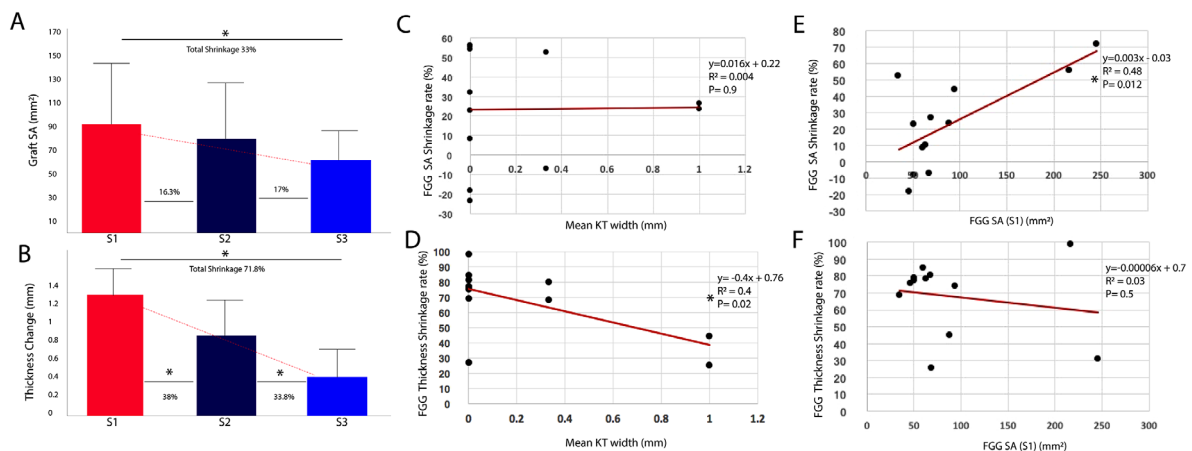 A
170
150
130
110
90
70
50
30
10
Graft SA (mm²)
*
Total Shrinkage 33%
16.3%
17%
S1
S2
S3
B
1.4
1.2
1
0.8
0.6
0.4
0.2
0
Thickness Change (mm)
*
Total Shrinkage 71.8%
*
*
38%
33.8%
S1
S2
S3
C
80
70
60
50
40
30
20
10
0
-10
-20
-30
FGG SA Shrinkage rate (%)
y=0.016x + 0.22
R² = 0.004
P= 0.9
0.2
0.4
0.6
0.8
1
1.2
Mean KT width (mm)
D
100
90
80
70
60
50
40
30
20
10
0
FGG Thickness Shrinkage rate (%)
y= -0.4x + 0.76
R² = 0.4
P= 0.02
*
0
0.2
0.4
0.6
0.8
1
1.2
Mean KT width (mm)
E
80
70
60
50
40
30
20
10
0
-10
-20
-30
FGG SA Shrinkage rate (%)
y=0.003x - 0.03
R² = 0.48
P= 0.012
*
50
100
150
200
250
300
FGG SA (S1) (mm²)
F
100
90
80
70
60
50
40
30
20
10
0
FGG Thickness Shrinkage rate (%)
y=-0.00006x + 0.7
R² = 0.03
P= 0.5
0
50
100
150
200
250
300
FGG SA (S1) (mm²)